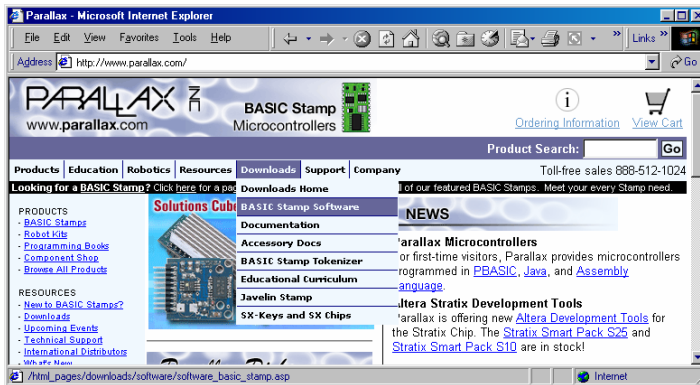 Parallax - Microsoft Internet Explorer
File Edit View Favorites Tools Help Links »
Address http://www.parallax.com/ Go
PARALLAX INC
www.parallax.com
BASIC Stamp
Microcontrollers
Ordering Information View Cart
Product Search: Go
Products Education Robotics Resources Downloads Support Company Toll-free sales 888-512-1024
Looking for a BASIC Stamp? Click here for a pac l of our featured BASIC Stamps. Meet your every Stamp need.
Downloads Home
BASIC Stamp Software
Documentation
Accessory Docs
BASIC Stamp Tokenizer
Educational Curriculum
Javelin Stamp
SX-Keys and SX Chips
PRODUCTS
- BASIC Stamps
- Robot Kits
- Programming Books
- Component Shop
- Browse All Products
RESOURCES
- New to BASIC Stamps?
- Downloads
- Upcoming Events
- Technical Support
- International Distributors
- What's New
Solutions Cube
NEWS
arallax Microcontrollers
or first-time visitors, Parallax provides microcontrollers
rogrammed in PBASIC, Java, and Assembly
anguage.
Altera Stratix Development Tools
Parallax is offering new Altera Development Tools for
the Stratix Chip. The Stratix Smart Pack S25 and
Stratix Smart Pack S10 are in stock!
/html_pages/downloads/software/software_basic_stamp.asp Internet